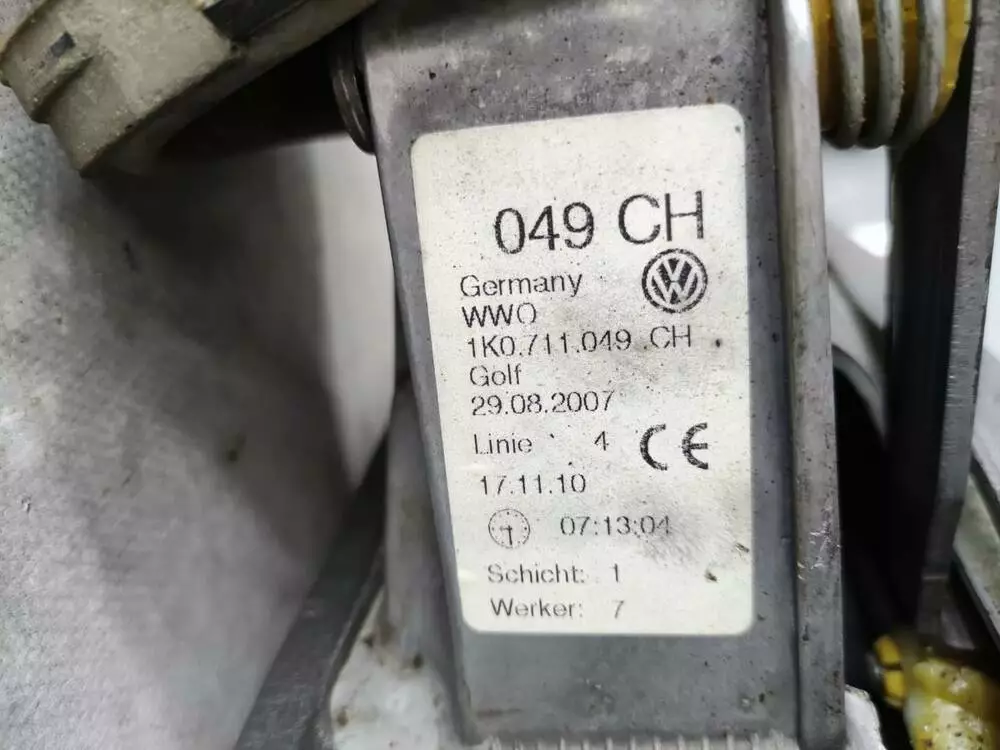 049 CH
Germany
WWO
1K0.711.049 .CH
Golf
29.08.2007
Linie 4 CE
17.11.10
07:13:04
Schicht: 1
Werker: 7